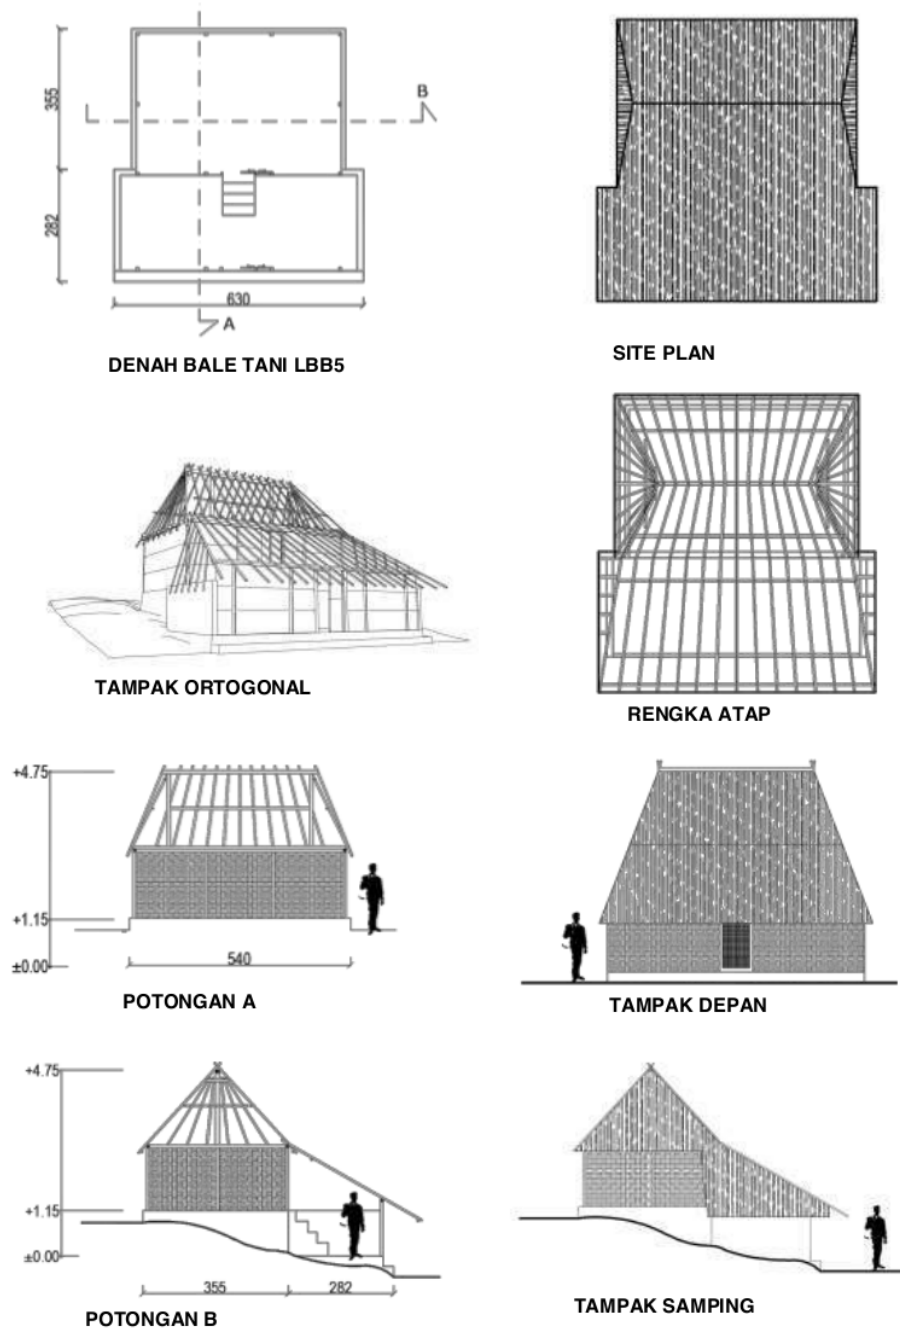 355
B
282
630
A
DENAH BALE TANI LBB5
SITE PLAN
TAMPAK ORTOGONAL
RENGKA ATAP
+4.75
+1.15
±0.00
540
POTONGAN A
TAMPAK DEPAN
+4.75
+1.15
±0.00
355
282
POTONGAN B
TAMPAK SAMPING